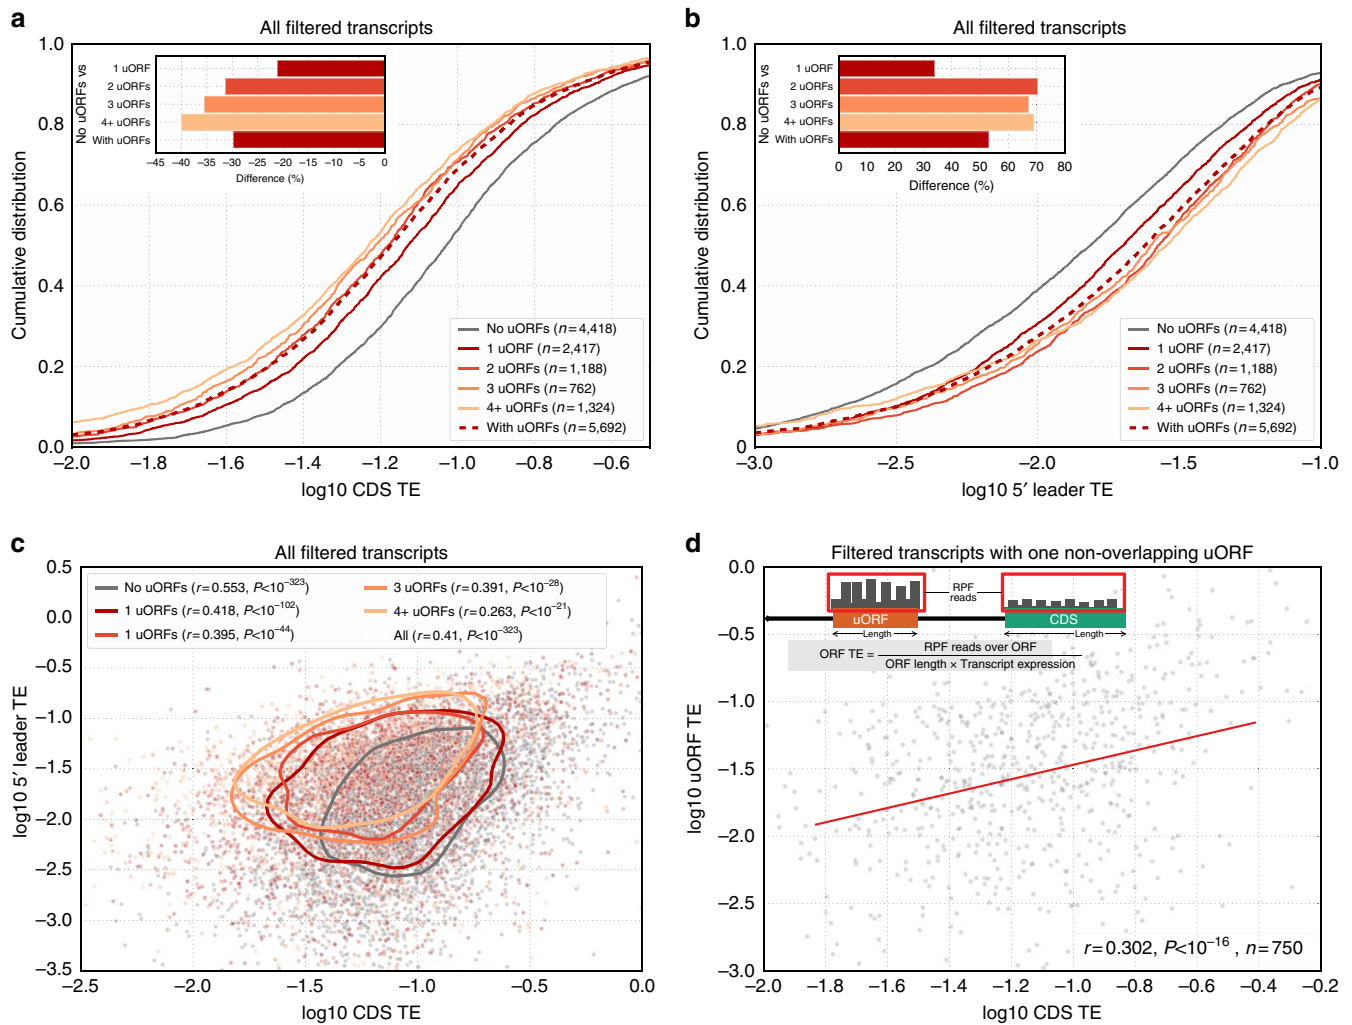 a
All filtered transcripts
1.0
0.8
0.6
0.4
0.2
0
Cumulative distribution
−2.0
−1.8
−1.6
−1.4
−1.2
−1.0
−0.8
−0.6
log10 CDS TE
No uORFs vs
1 uORF
2 uORFs
3 uORFs
4+ uORFs
With uORFs
−45 −40 −35 −30 −25 −20 −15 −10 −5 0
Difference (%)
No uORFs (n=4,418)
1 uORF (n=2,417)
2 uORFs (n=1,188)
3 uORFs (n=762)
4+ uORFs (n=1,324)
With uORFs (n=5,692)
b
All filtered transcripts
1.0
0.8
0.6
0.4
0.2
0
Cumulative distribution
−3.0
−2.5
−2.0
−1.5
−1.0
log10 5′ leader TE
No uORFs vs
1 uORF
2 uORFs
3 uORFs
4+ uORFs
With uORFs
0 10 20 30 40 50 60 70 80
Difference (%)
No uORFs (n=4,418)
1 uORF (n=2,417)
2 uORFs (n=1,188)
3 uORFs (n=762)
4+ uORFs (n=1,324)
With uORFs (n=5,692)
c
All filtered transcripts
0.5
0.0
−0.5
−1.0
−1.5
−2.0
−2.5
−3.0
−3.5
log10 5′ leader TE
−2.5
−2.0
−1.5
−1.0
−0.5
0.0
log10 CDS TE
No uORFs (r=0.553, P<10−323)
1 uORFs (r=0.418, P<10−102)
1 uORFs (r=0.395, P<10−44)
3 uORFs (r=0.391, P<10−28)
4+ uORFs (r=0.263, P<10−21)
All (r=0.41, P<10−323)
d
Filtered transcripts with one non-overlapping uORF
0.0
−0.5
−1.0
−1.5
−2.0
−2.5
−3.0
log10 uORF TE
−2.0
−1.8
−1.6
−1.4
−1.2
−1.0
−0.8
−0.6
−0.4
−0.2
log10 CDS TE
RPF
reads
uORF
CDS
Length
Length
ORF TE = RPF reads over ORF
ORF length × Transcript expression
r=0.302, P<10−16 , n=750